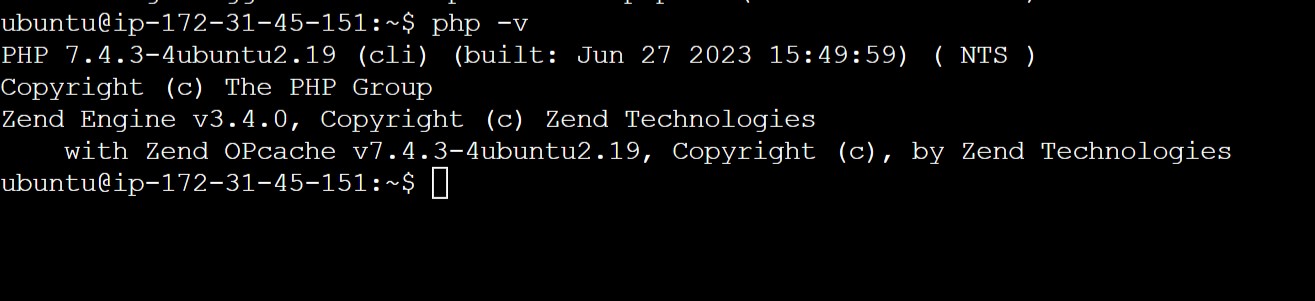 ubuntu@ip-172-31-45-151:~$ php -v
PHP 7.4.3-4ubuntu2.19 (cli) (built: Jun 27 2023 15:49:59) ( NTS )
Copyright (c) The PHP Group
Zend Engine v3.4.0, Copyright (c) Zend Technologies
    with Zend OPcache v7.4.3-4ubuntu2.19, Copyright (c), by Zend Technologies
ubuntu@ip-172-31-45-151:~$